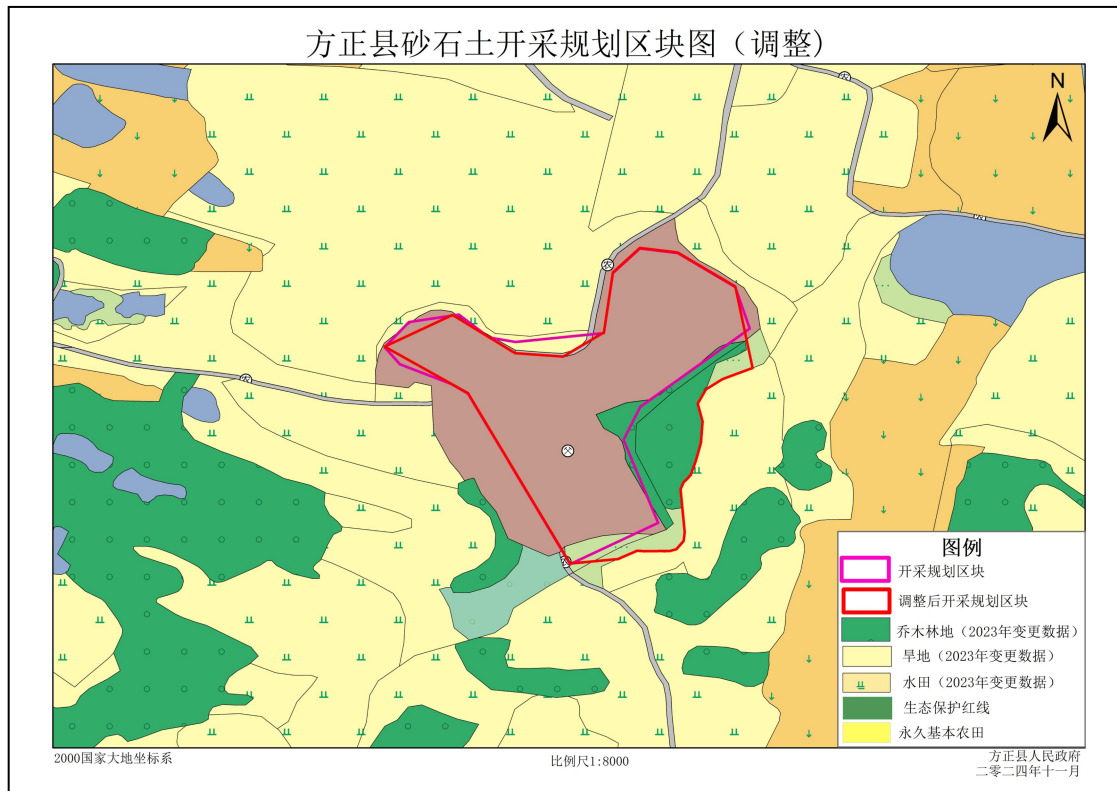 方正县砂石土开采规划区块图（调整)
N
农
农
图例
开采规划区块
调整后开采规划区块
乔木林地（2023年变更数据）
旱地（2023年变更数据）
水田（2023年变更数据）
生态保护红线
永久基本农田
2000国家大地坐标系
比例尺1:8000
方正县人民政府
二零二四年十一月